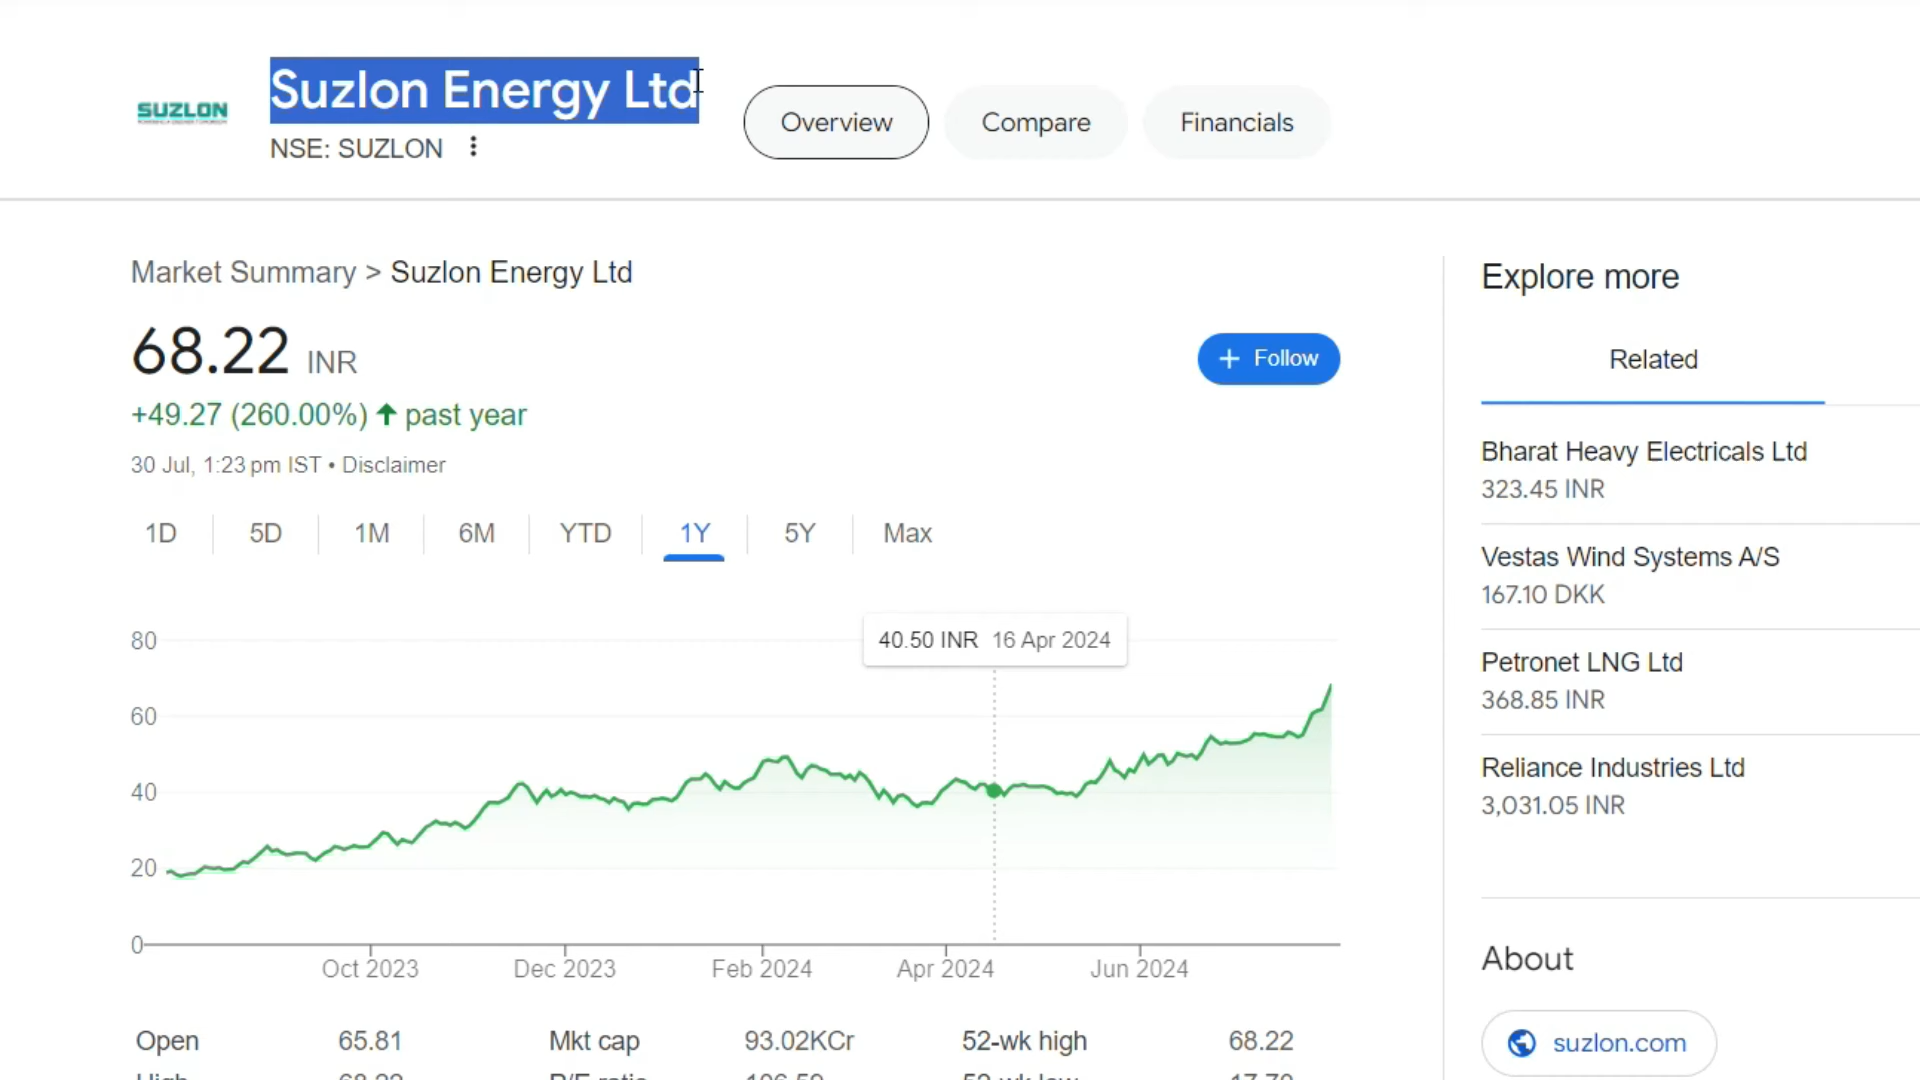 SUZLON
Suzlon Energy Ltd
NSE: SUZLON
Overview
Compare
Financials
Market Summary > Suzlon Energy Ltd
68.22 INR
+ Follow
+49.27 (260.00%) ↑ past year
30 Jul, 1:23 pm IST • Disclaimer
1D 5D 1M 6M YTD 1Y 5Y Max
40.50 INR 16 Apr 2024
80
60
40
20
0
Oct 2023 Dec 2023 Feb 2024 Apr 2024 Jun 2024
Open 65.81 Mkt cap 93.02KCr 52-wk high 68.22
Explore more
Related
Bharat Heavy Electricals Ltd
323.45 INR
Vestas Wind Systems A/S
167.10 DKK
Petronet LNG Ltd
368.85 INR
Reliance Industries Ltd
3,031.05 INR
About
suzlon.com